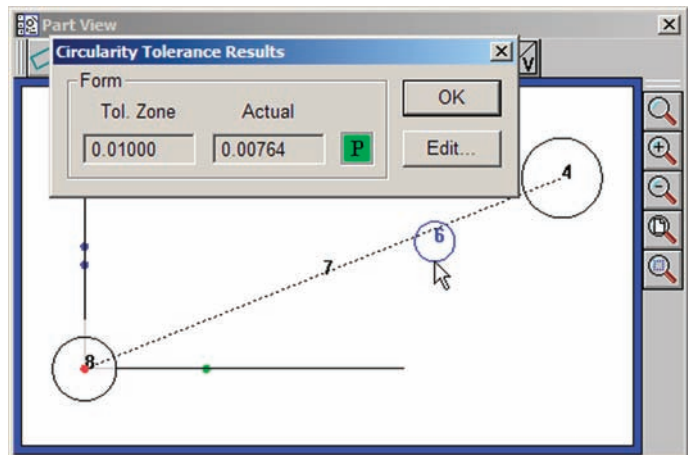 Part View
Circularity Tolerance Results
Form
Tol. Zone Actual
0.01000 0.00764 P
OK
Edit...
V
4
6
7
8